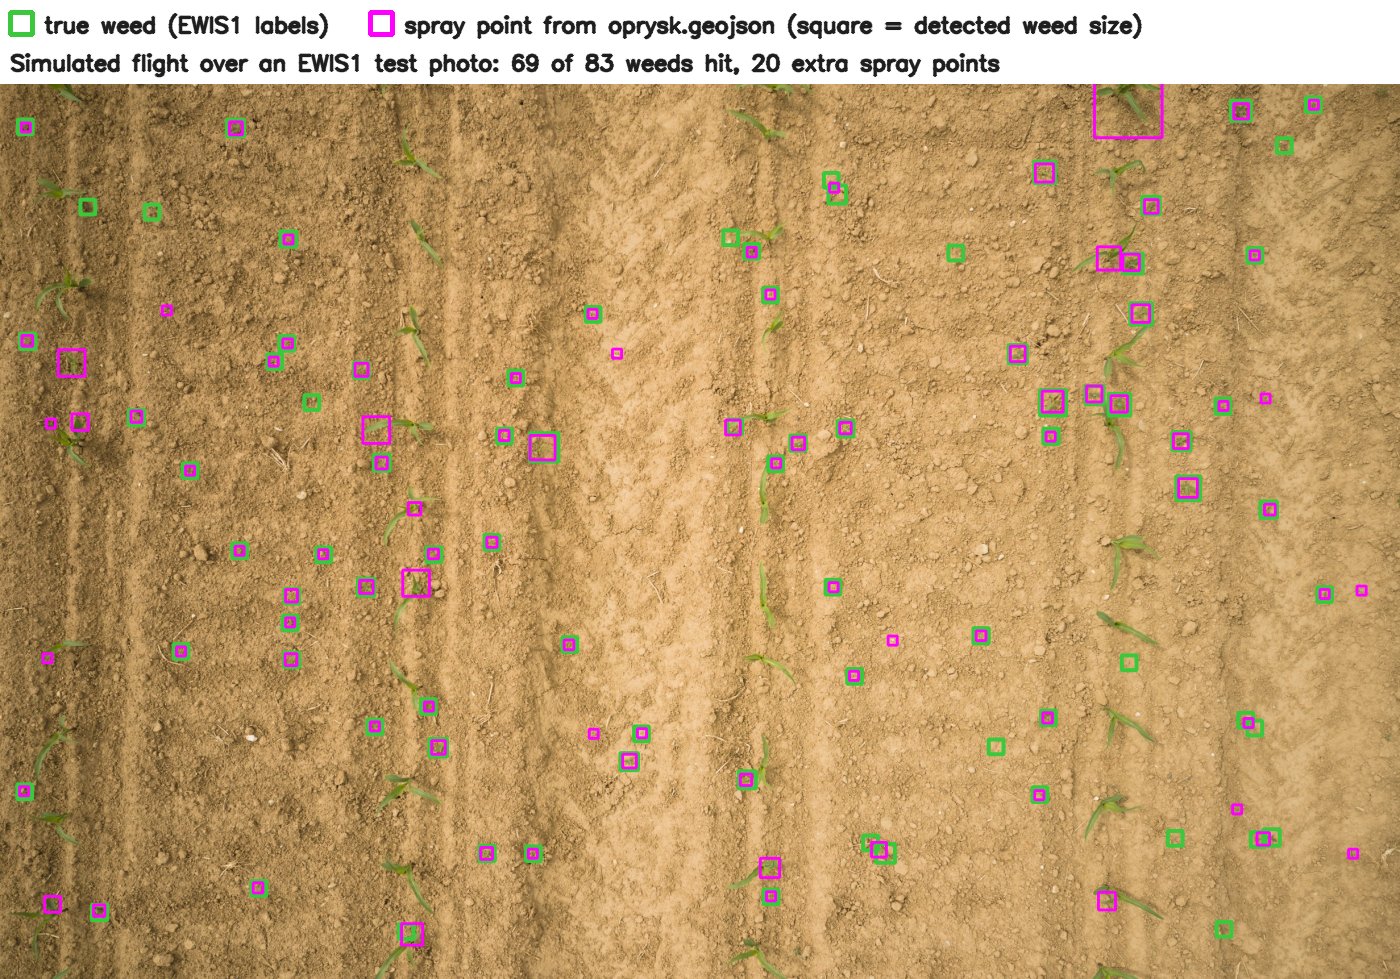 true weed (EWIS1 labels) spray point from oprysk.geojson (square = detected weed size)
Simulated flight over an EWIS1 test photo: 69 of 83 weeds hit, 20 extra spray points